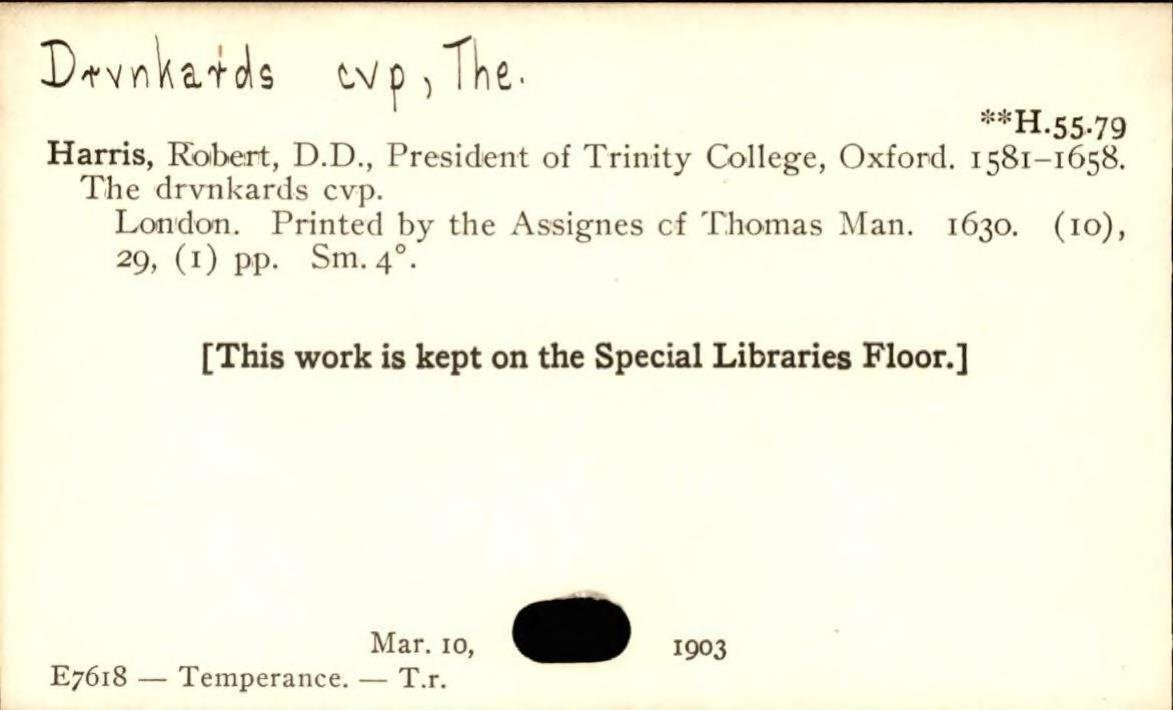 Drvnkards cvp, The.
**H.55.79
Harris, Robert, D.D., President of Trinity College, Oxford. 1581–1658.
The drvnkards cvp.
London. Printed by the Assignes cf Thomas Man. 1630. (10),
29, (1) pp. Sm. 4°.
[This work is kept on the Special Libraries Floor.]
Mar. 10, 1903
E7618 — Temperance. — T.r.